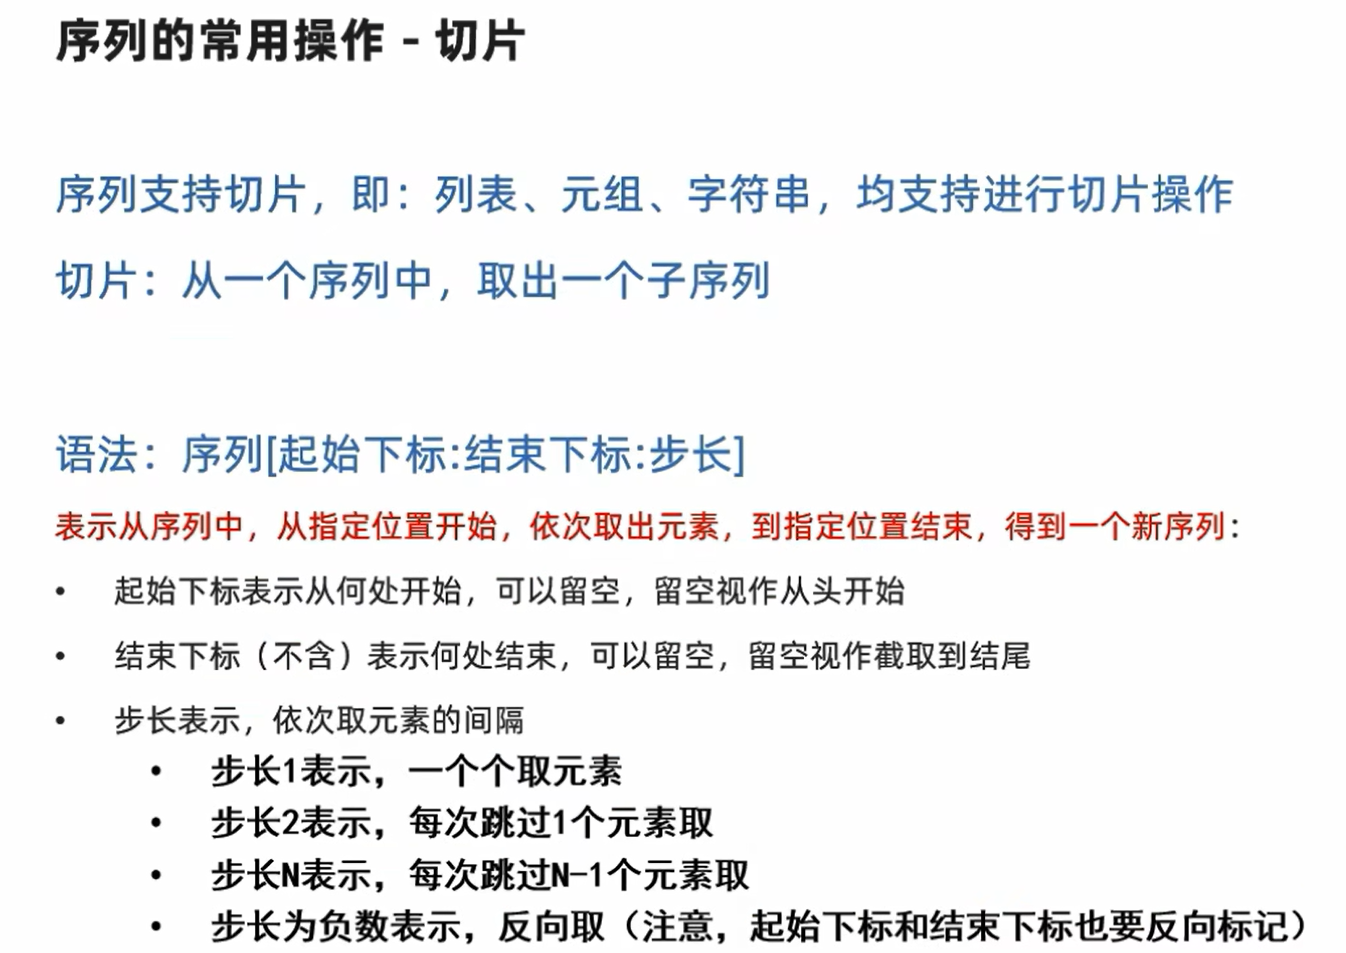 序列的常用操作 - 切片
序列支持切片，即：列表、元组、字符串，均支持进行切片操作
切片：从一个序列中，取出一个子序列
语法：序列[起始下标:结束下标:步长]
表示从序列中，从指定位置开始，依次取出元素，到指定位置结束，得到一个新序列：
• 起始下标表示从何处开始，可以留空，留空视作从头开始
• 结束下标（不含）表示何处结束，可以留空，留空视作截取到结尾
• 步长表示，依次取元素的间隔
• 步长1表示，一个个取元素
• 步长2表示，每次跳过1个元素取
• 步长N表示，每次跳过N-1个元素取
• 步长为负数表示，反向取（注意，起始下标和结束下标也要反向标记）